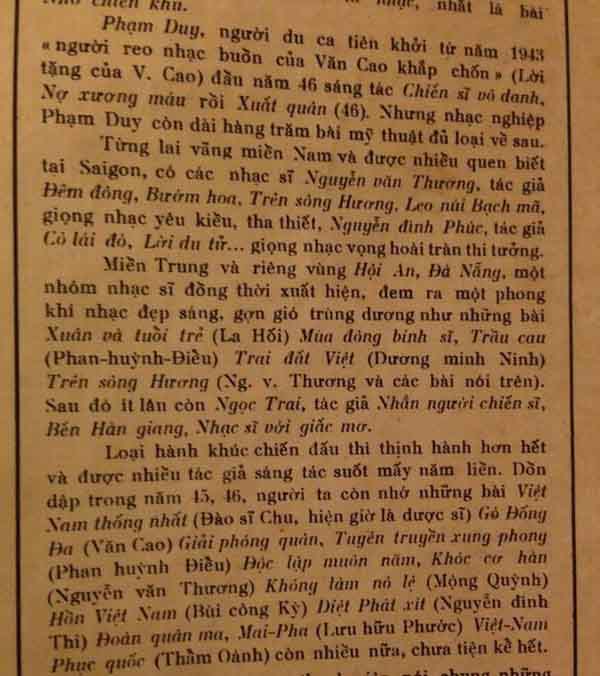 Nhớ chiến khu. nhạc, nhất là bài
Phạm Duy, người du ca tiên khởi từ năm 1943
« người reo nhạc buồn của Văn Cao khắp chốn » (Lời
tặng của V. Cao) đầu năm 46 sáng tác Chiến sĩ vô danh,
Nợ xương máu rồi Xuất quân (46). Nhưng nhạc nghiệp
Phạm Duy còn dài hàng trăm bài mỹ thuật đủ loại về sau.
Từng lai vãng miền Nam và được nhiều quen biết
tại Saigon, có các nhạc sĩ Nguyễn văn Thương, tác giả
Đêm đông, Bướm hoa, Trên sông Hương, Leo núi Bạch mã,
giọng nhạc yêu kiều, tha thiết, Nguyễn đình Phúc, tác giả
Cô lái đò, Lời du tử... giọng nhạc vọng hoài tràn thi tưởng.
Miền Trung và riêng vùng Hội An, Đà Nẵng, một
nhóm nhạc sĩ đồng thời xuất hiện, đem ra một phong
khí nhạc đẹp sáng, gợn gió trùng dương như những bài
Xuân và tuổi trẻ (La Hối) Mùa đông binh sĩ, Trầu cau
(Phan-huỳnh-Điều) Trai đất Việt (Dương minh Ninh)
Trên sông Hương (Ng. v. Thương và các bài nói trên).
Sau đó ít lâu còn Ngọc Trai, tác giả Nhắn người chiến sĩ,
Bến Hàn giang, Nhạc sĩ với giấc mơ.
Loại hành khúc chiến đấu thì thịnh hành hơn hết
và được nhiều tác giả sáng tác suốt mấy năm liền. Dồn
dập trong năm 45, 46, người ta còn nhớ những bài Việt
Nam thống nhất (Đào sĩ Chu, hiện giờ là dược sĩ) Gò Đống
Đa (Văn Cao) Giải phóng quân, Tuyên truyền xung phong
(Phan huỳnh Điều) Độc lập muôn năm, Khóc cơ hàn
(Nguyễn văn Thương) Không làm nô lệ (Mộng Quỳnh)
Hồn Việt Nam (Bùi công Kỳ) Diệt Phát xít (Nguyễn đình
Thi) Đoàn quân ma, Mai-Pha (Lưu hữu Phước) Việt-Nam
Phục quốc (Thẩm Oánh) còn nhiều nữa, chưa tiện kể hết.
nói chung những